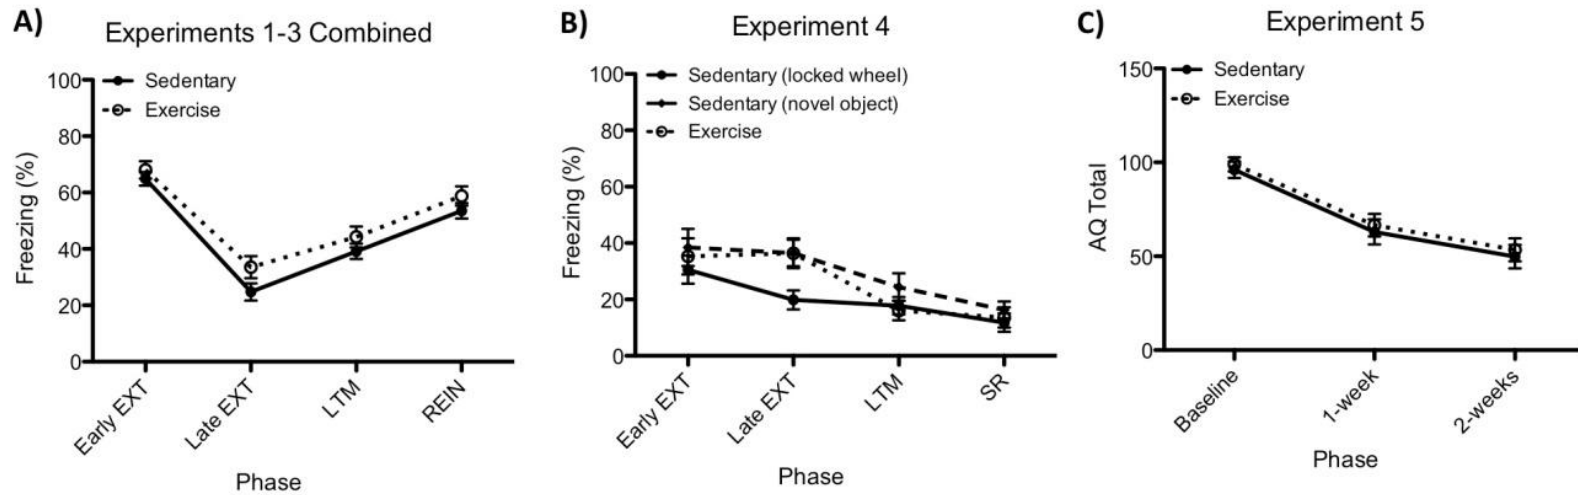 A)
Experiments 1-3 Combined
Sedentary
Exercise
100
80
60
40
20
0
Freezing (%)
Early EXT
Late EXT
LTM
REIN
Phase
B)
Experiment 4
Sedentary (locked wheel)
Sedentary (novel object)
Exercise
100
80
60
40
20
0
Freezing (%)
Early EXT
Late EXT
LTM
SR
Phase
C)
Experiment 5
Sedentary
Exercise
150
100
50
0
AQ Total
Baseline
1-week
2-weeks
Phase